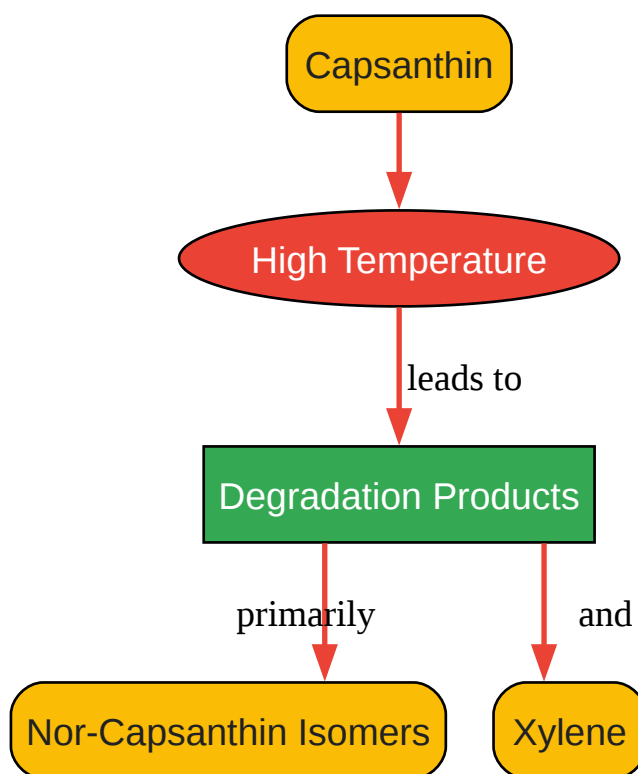 Capsanthin
High Temperature
leads to
Degradation Products
primarily
and
Nor-Capsanthin Isomers
Xylene